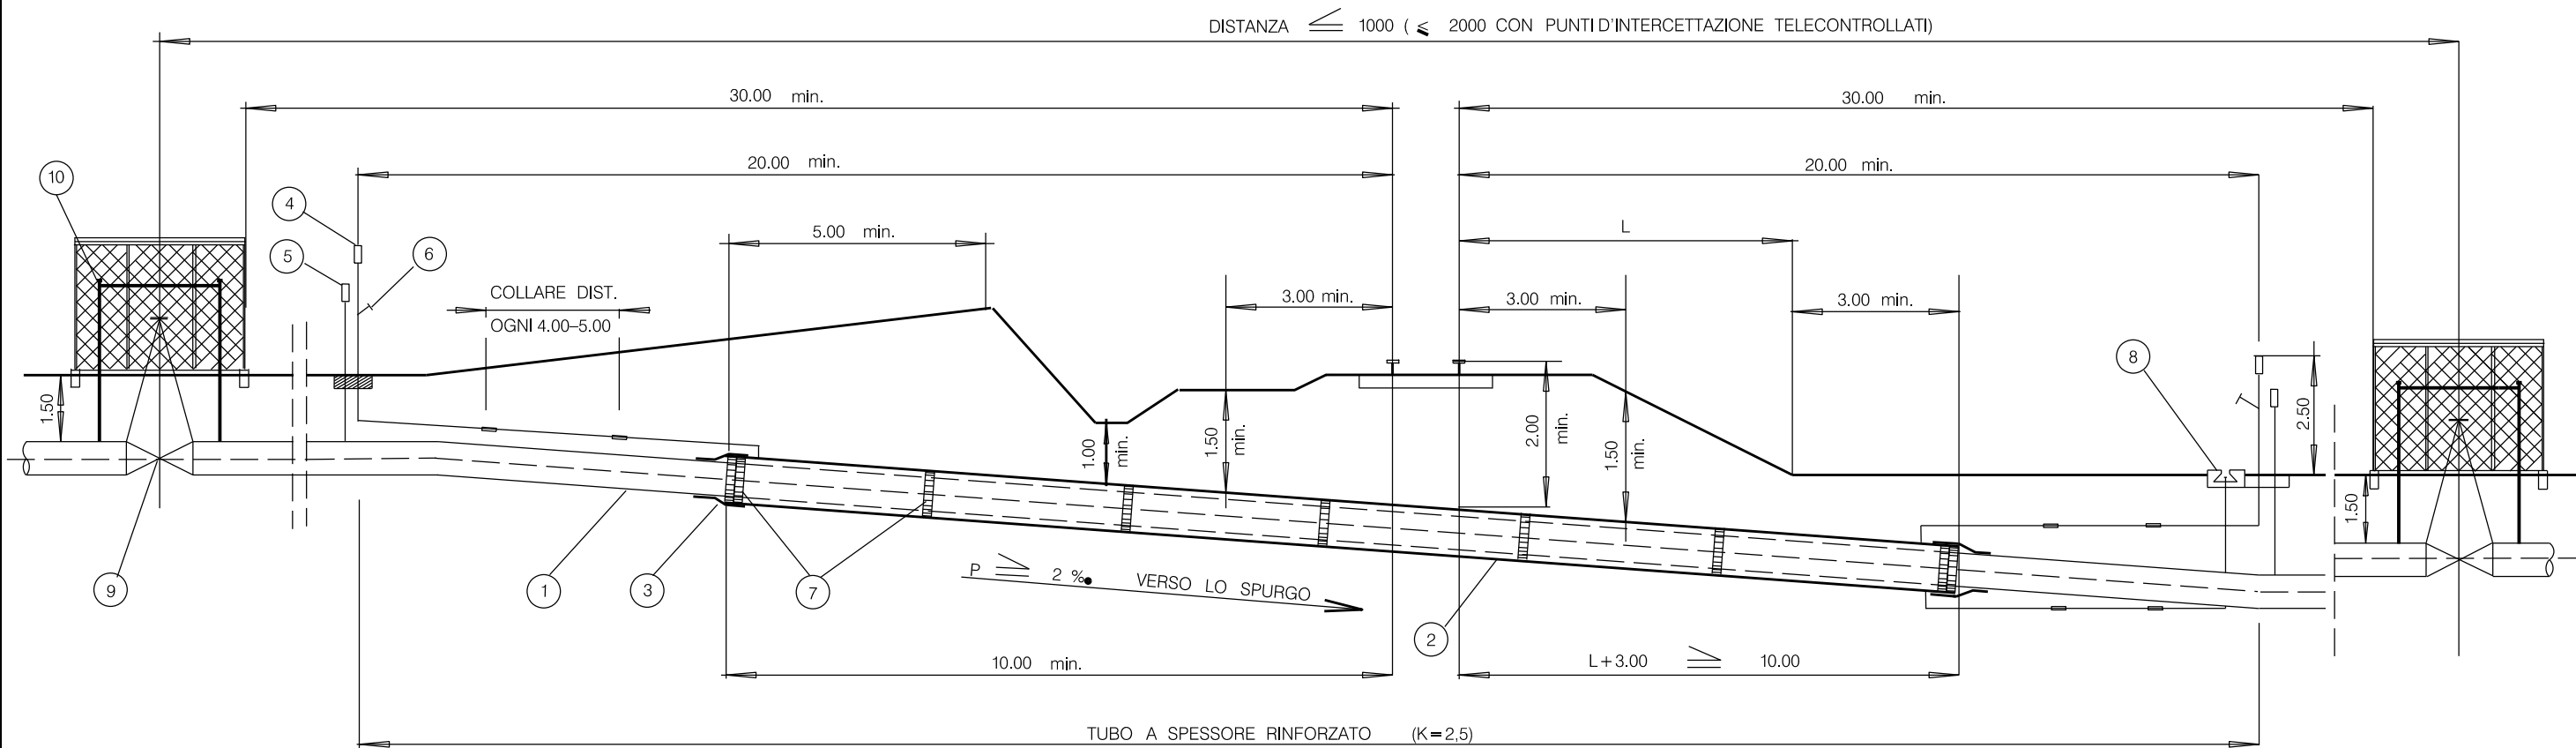 DISTANZA ≦ 1000 ( ⩽ 2000 CON PUNTI D'INTERCETTAZIONE TELECONTROLLATI)
30.00 min.
30.00 min.
20.00 min.
20.00 min.
10
4
5
6
5.00 min.
L
COLLARE DIST.
OGNI 4.00–5.00
3.00 min.
3.00 min.
3.00 min.
8
1.50
1.00 min.
1.50 min.
2.00 min.
1.50 min.
2.50
1.50
9
1
3
7
P ≧ 2 ‰ VERSO LO SPURGO
2
10.00 min.
L+3.00 ≧ 10.00
TUBO A SPESSORE RINFORZATO (K=2,5)